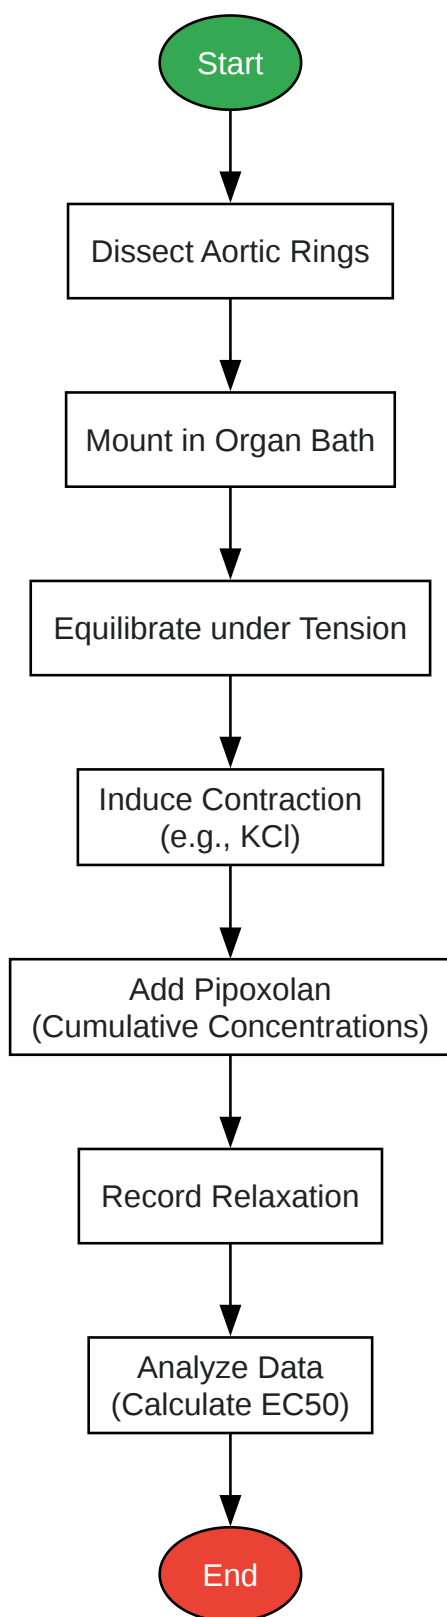 Start
Dissect Aortic Rings
Mount in Organ Bath
Equilibrate under Tension
Induce Contraction
(e.g., KCl)
Add Pipoxolan
(Cumulative Concentrations)
Record Relaxation
Analyze Data
(Calculate EC50)
End